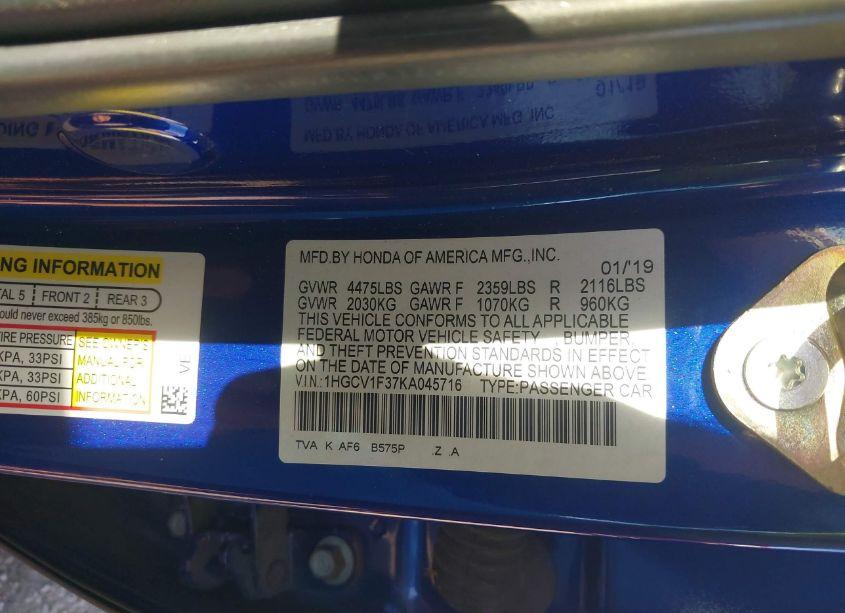 MFD.BY HONDA OF AMERICA MFG.,INC.
01/'19
GVWR 4475LBS GAWR F 2359LBS R 2116LBS
GVWR 2030KG GAWR F 1070KG R 960KG
THIS VEHICLE CONFORMS TO ALL APPLICABLE
FEDERAL MOTOR VEHICLE SAFETY , BUMPER,
AND THEFT PREVENTION STANDARDS IN EFFECT
ON THE DATE OF MANUFACTURE SHOWN ABOVE.
V.I.N.:1HGCV1F37KA045716 TYPE:PASSENGER CAR
TVA K AF6 B575P .Z .A
NG INFORMATION
TAL 5 FRONT 2 REAR 3
ould never exceed 385kg or 850lbs.
IRE PRESSURE
KPA, 33PSI
KPA, 33PSI
KPA, 60PSI
SEE OWNER'S
MANUAL FOR
ADDITIONAL
INFORMATION
VE